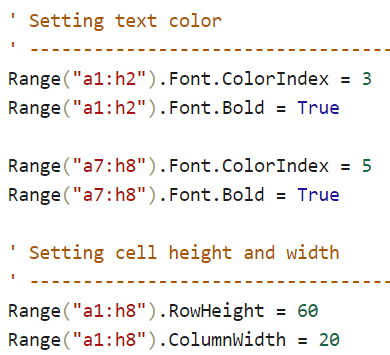 ' Setting text color
' ----------------------------------
Range("a1:h2").Font.ColorIndex = 3
Range("a1:h2").Font.Bold = True
Range("a7:h8").Font.ColorIndex = 5
Range("a7:h8").Font.Bold = True
' Setting cell height and width
' ----------------------------------
Range("a1:h8").RowHeight = 60
Range("a1:h8").ColumnWidth = 20